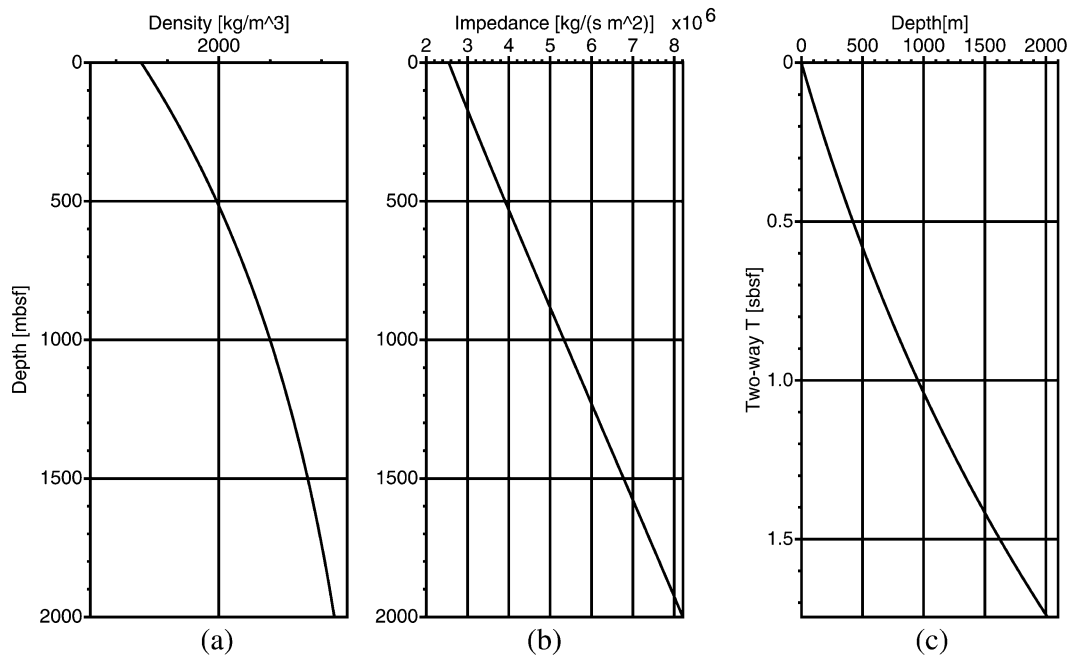 Density [kg/m^3]
2000
0
500
1000
1500
2000
Depth [mbsf]
(a)
Impedance [kg/(s m^2)] x10^6
2 3 4 5 6 7 8
0
500
1000
1500
2000
(b)
Depth[m]
0 500 1000 1500 2000
0
0.5
1.0
1.5
Two-way T [sbsf]
(c)